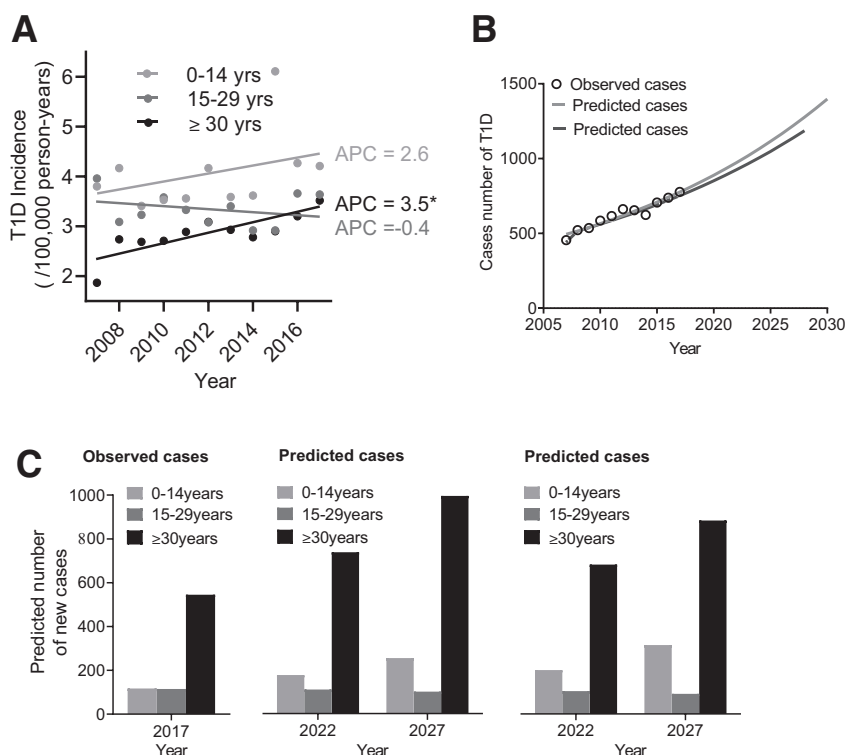 A
T1D Incidence
( /100,000 person-years)
6
5
4
3
2
0-14 yrs
15-29 yrs
≥ 30 yrs
APC = 2.6
APC = 3.5*
APC =-0.4
2008
2010
2012
2014
2016
Year
B
Cases number of T1D
1500
1000
500
0
Observed cases
Predicted cases
Predicted cases
2005
2010
2015
2020
2025
2030
Year
C
Observed cases
Predicted number
of new cases
1000
800
600
400
200
0
0-14years
15-29years
≥30years
2017
Year
Predicted cases
0-14years
15-29years
≥30years
2022
2027
Year
Predicted cases
0-14years
15-29years
≥30years
2022
2027
Year